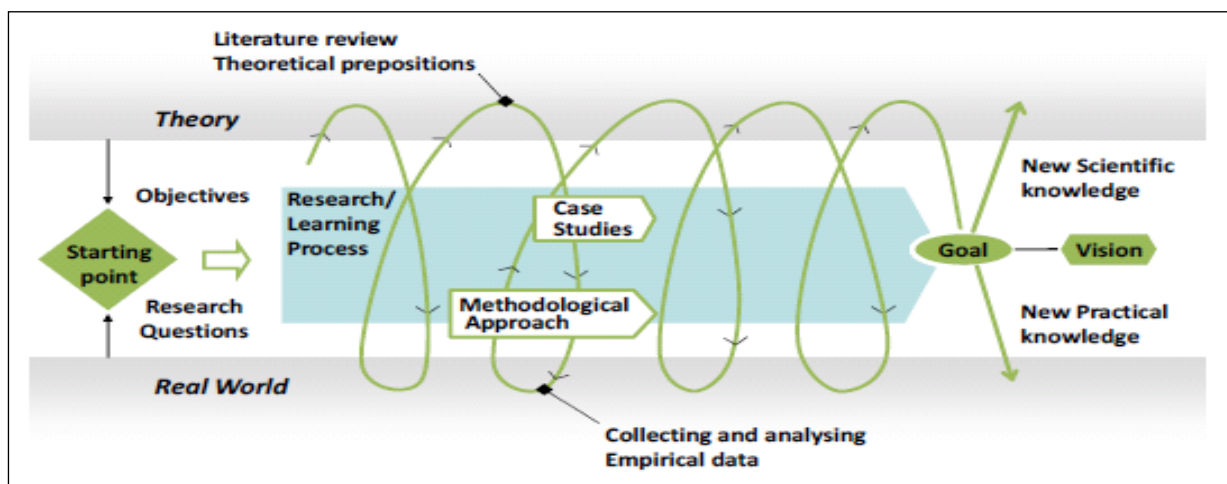 Literature review
Theoretical prepositions
Theory
Objectives
Starting
point
Research
Questions
Research/
Learning
Process
Case
Studies
Methodological
Approach
Goal
Vision
New Scientific
knowledge
New Practical
knowledge
Real World
Collecting and analysing
Empirical data